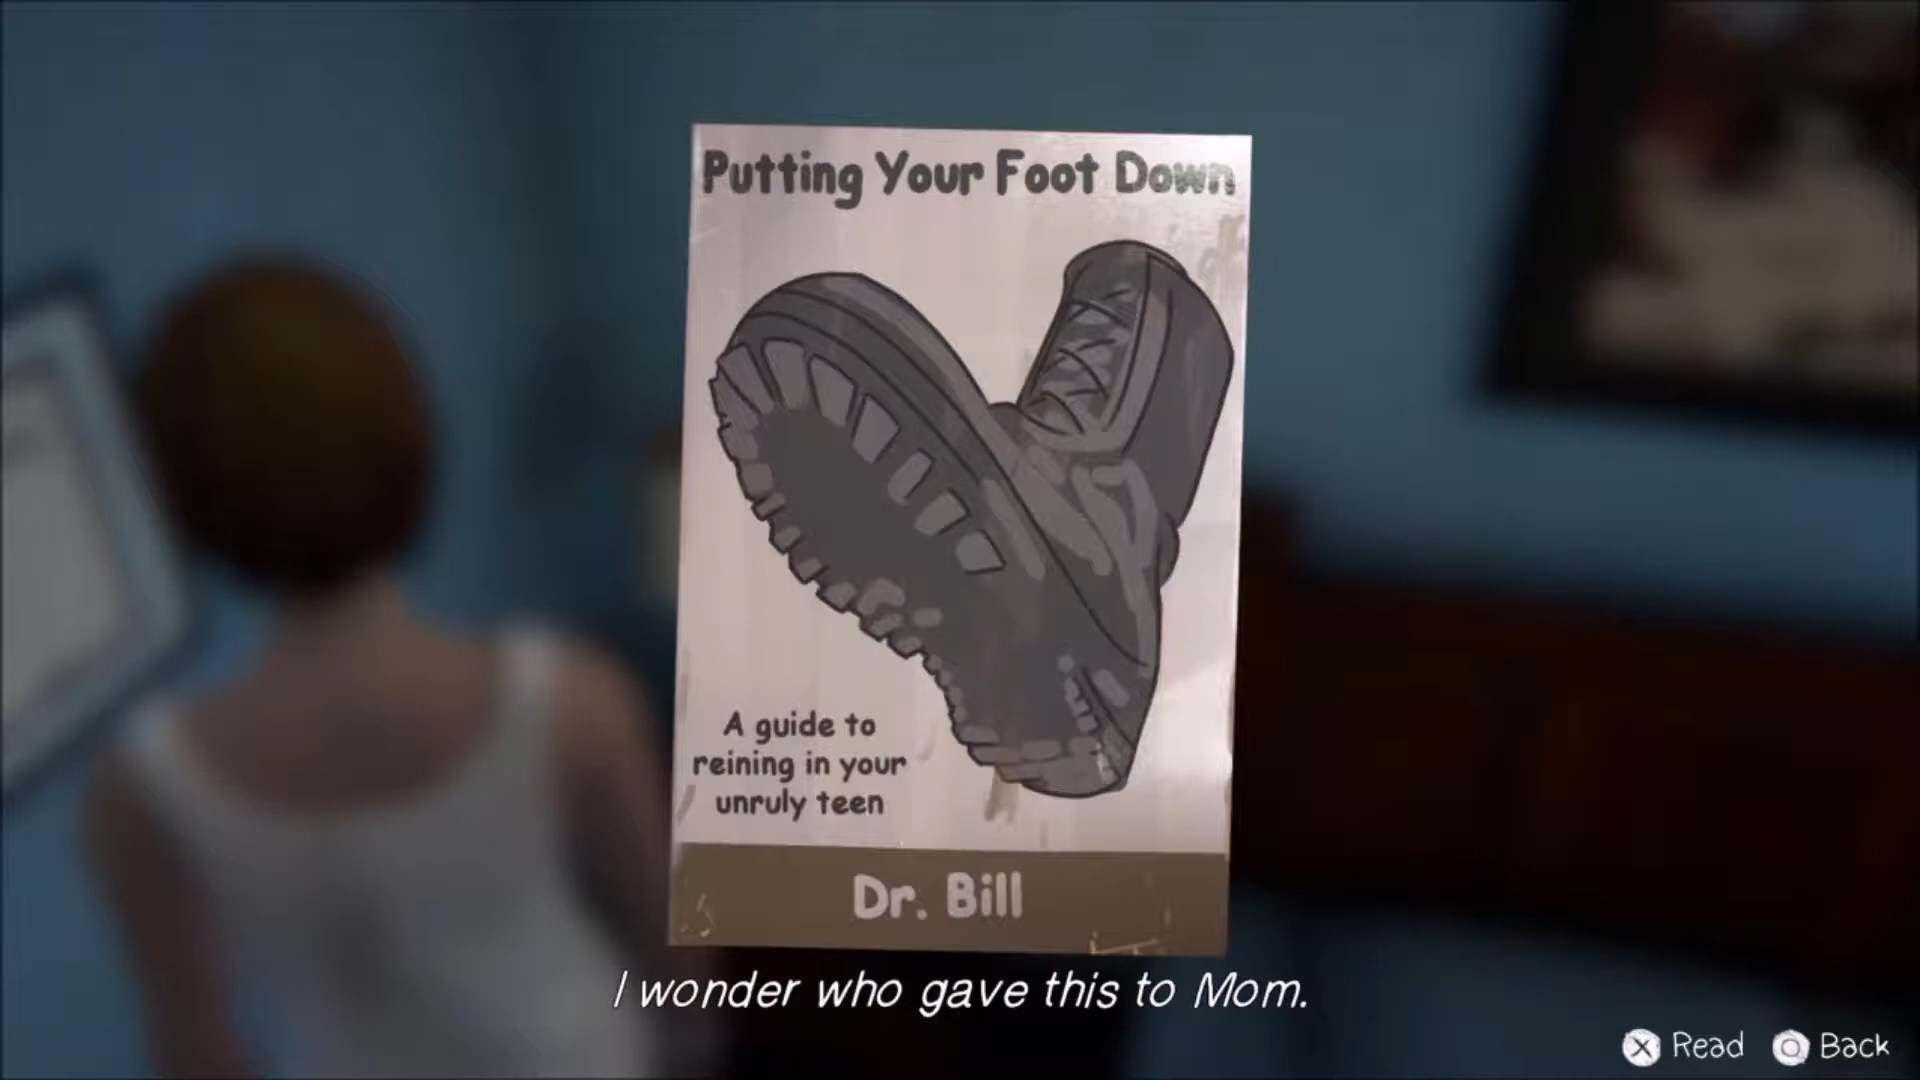 Putting Your Foot Down
A guide to
reining in your
unruly teen
Dr. Bill
I wonder who gave this to Mom.
Read Back